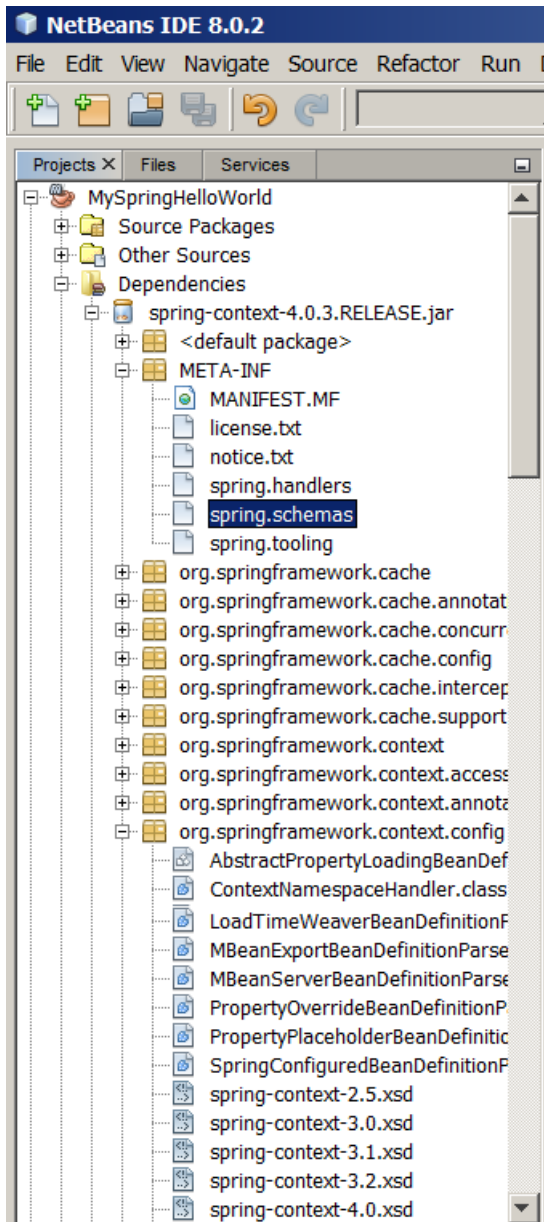 NetBeans IDE 8.0.2
File Edit View Navigate Source Refactor Run
Projects Files Services
MySpringHelloWorld
Source Packages
Other Sources
Dependencies
spring-context-4.0.3.RELEASE.jar
<default package>
META-INF
MANIFEST.MF
license.txt
notice.txt
spring.handlers
spring.schemas
spring.tooling
org.springframework.cache
org.springframework.cache.annotat
org.springframework.cache.concurr
org.springframework.cache.config
org.springframework.cache.intercep
org.springframework.cache.support
org.springframework.context
org.springframework.context.access
org.springframework.context.annota
org.springframework.context.config
AbstractPropertyLoadingBeanDef
ContextNamespaceHandler.class
LoadTimeWeaverBeanDefinitionP
MBeanExportBeanDefinitionParse
MBeanServerBeanDefinitionParse
PropertyOverrideBeanDefinitionP
PropertyPlaceholderBeanDefinitio
SpringConfiguredBeanDefinitionP
spring-context-2.5.xsd
spring-context-3.0.xsd
spring-context-3.1.xsd
spring-context-3.2.xsd
spring-context-4.0.xsd